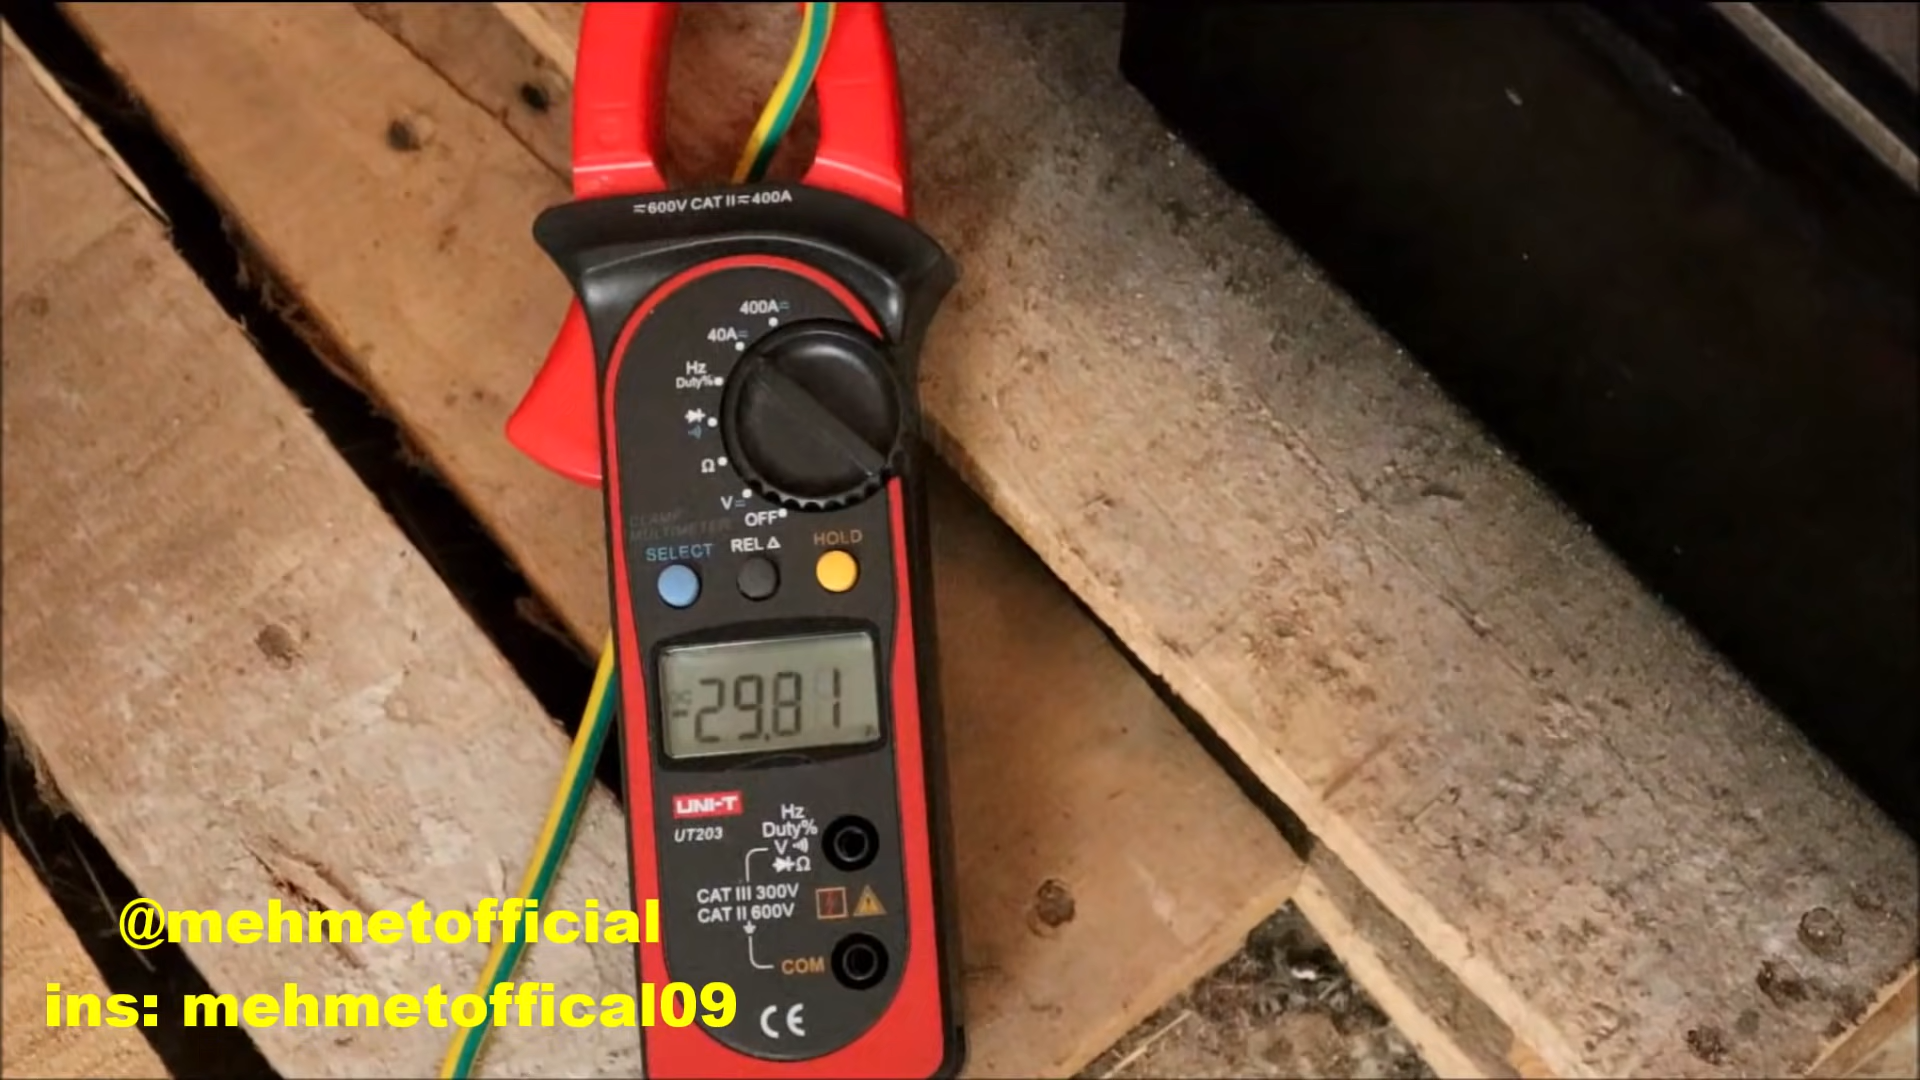 ≂600V CAT II ≂400A
400A≂
40A≂
Hz
Duty%
Ω
V≂
OFF
CLAMP
MULTIMETER
SELECT
REL Δ
HOLD
DC
-29.81
A
UNI-T
UT203
Hz
Duty%
V
Ω
CAT III 300V
CAT II 600V
COM
CE
@mehmetofficial
ins: mehmetoffical09